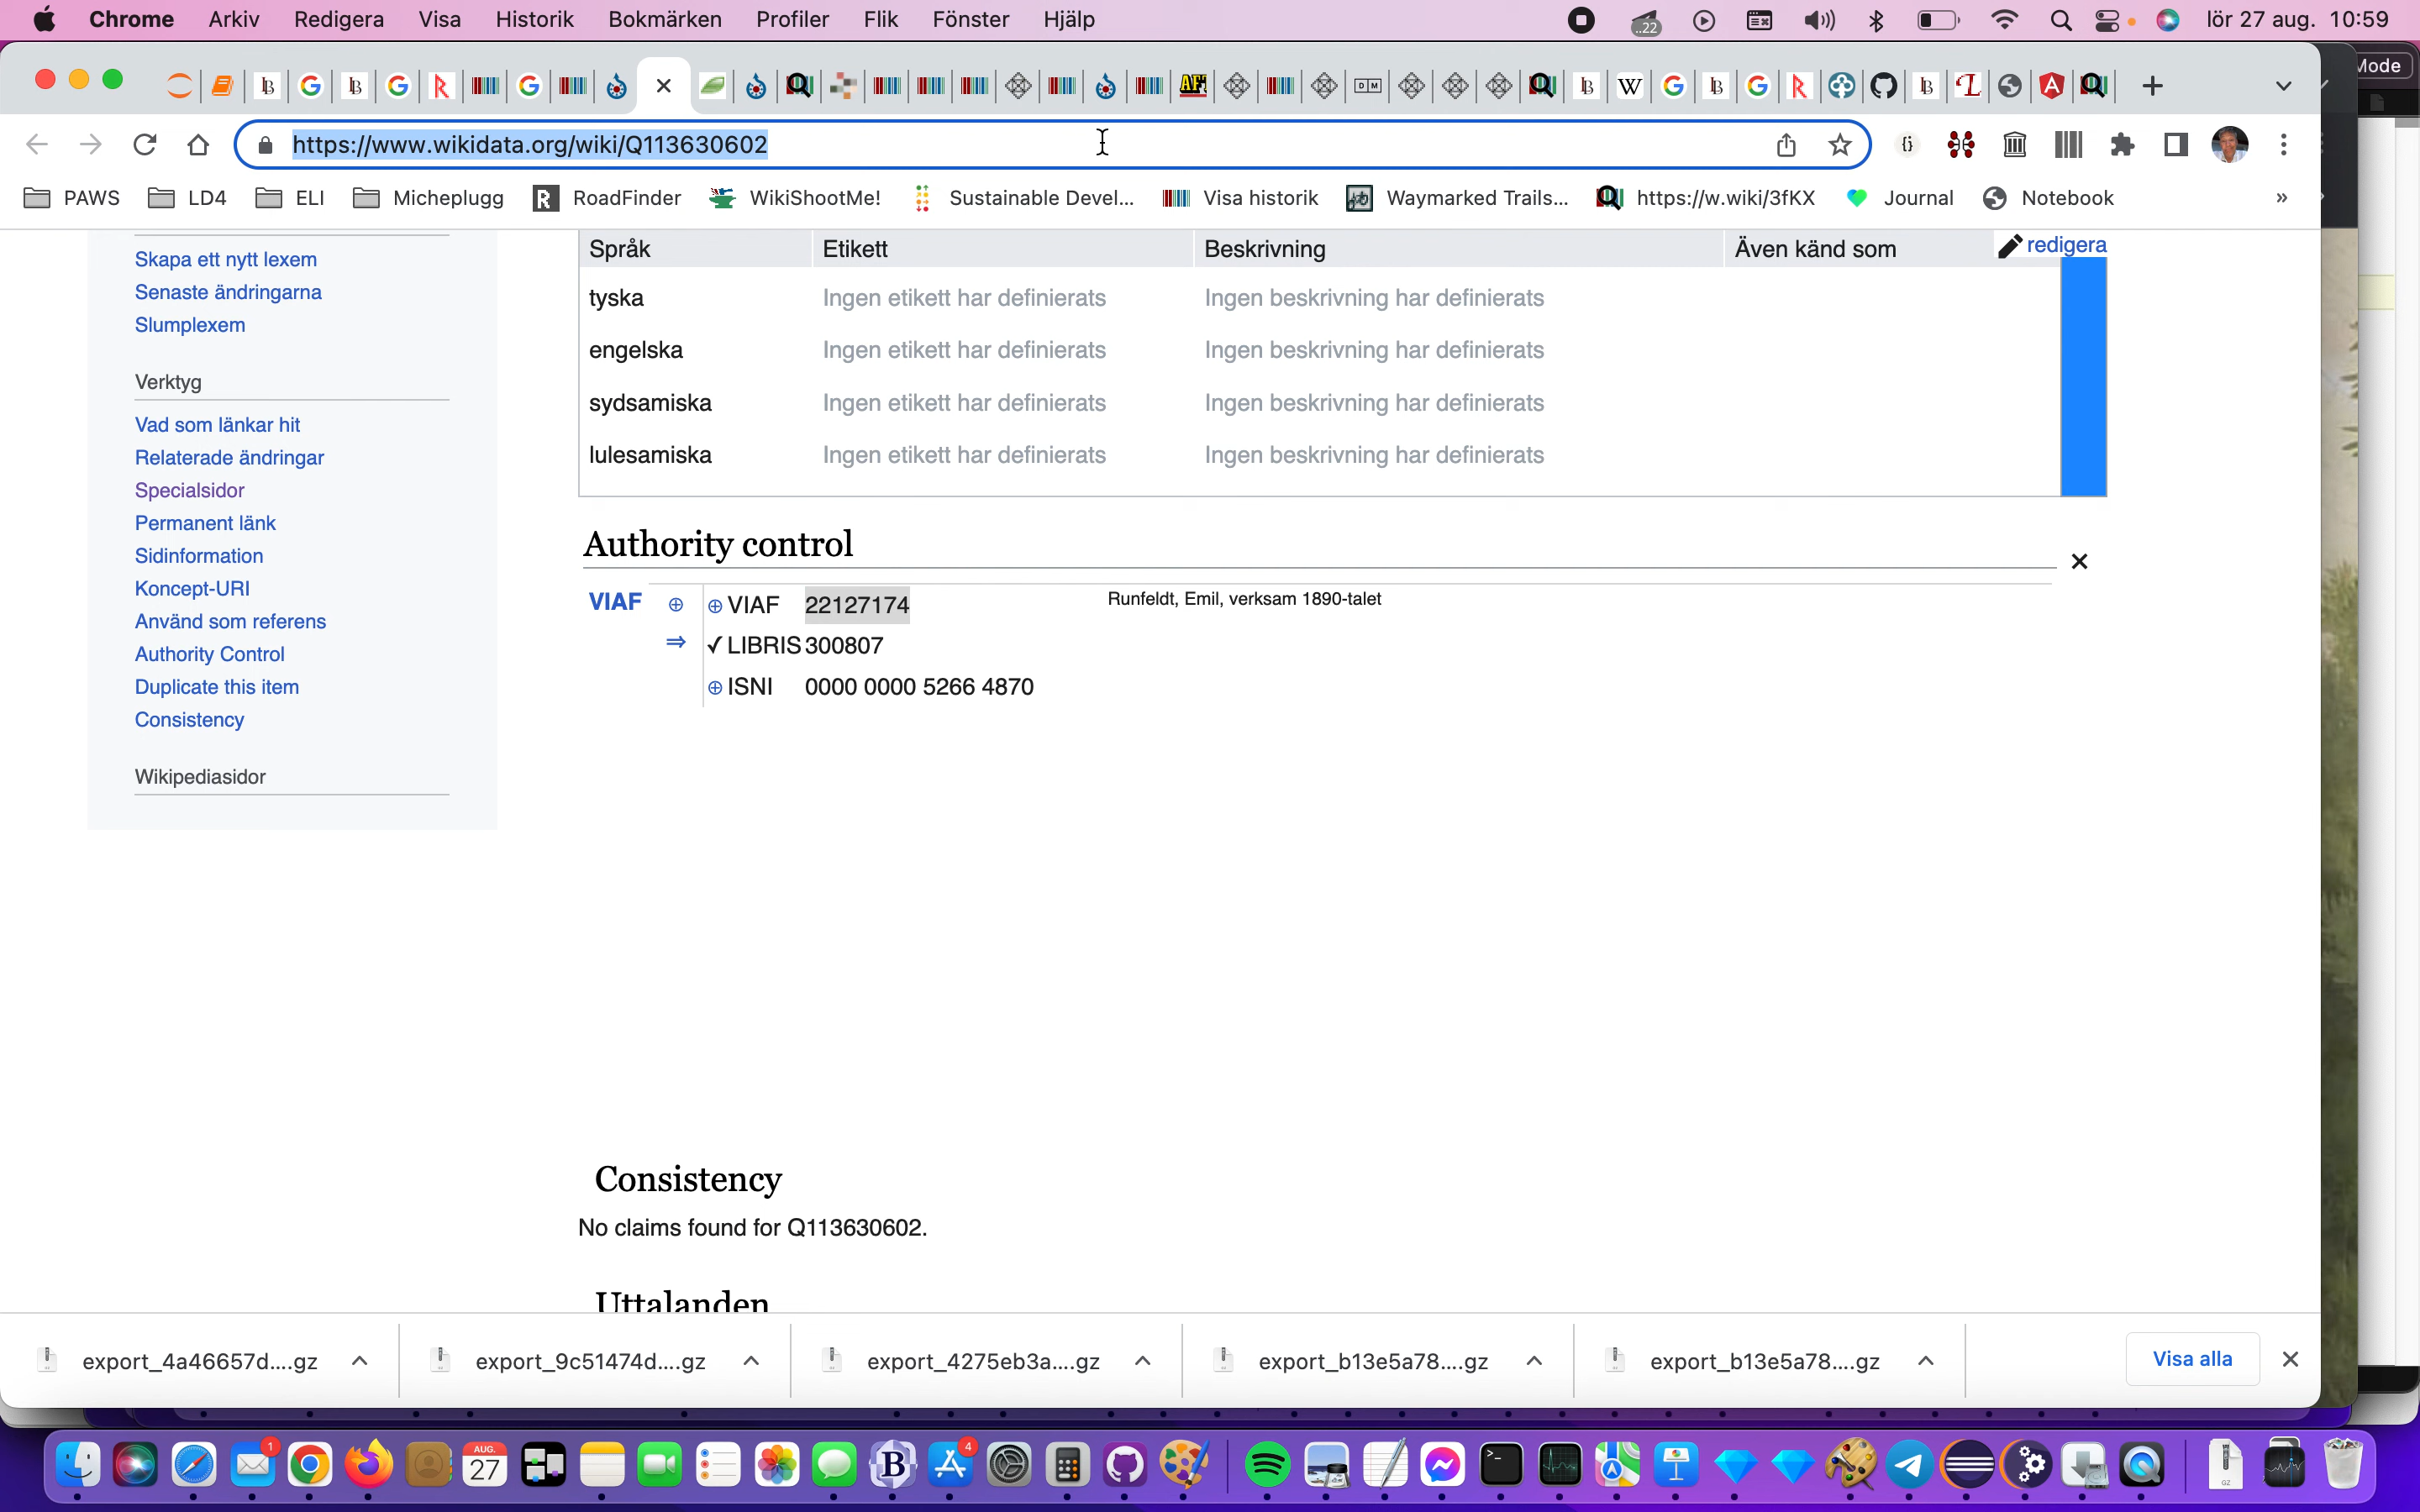 Chrome Arkiv Redigera Visa Historik Bokmärken Profiler Flik Fönster Hjälp ..22 lör 27 aug. 10:59
Mode
https://www.wikidata.org/wiki/Q113630602
PAWS LD4 ELI Micheplugg RoadFinder WikiShootMe! Sustainable Devel... Visa historik Waymarked Trails... https://w.wiki/3fKX Journal Notebook »
Språk Etikett Beskrivning Även känd som redigera
tyska Ingen etikett har definierats Ingen beskrivning har definierats
engelska Ingen etikett har definierats Ingen beskrivning har definierats
sydsamiska Ingen etikett har definierats Ingen beskrivning har definierats
lulesamiska Ingen etikett har definierats Ingen beskrivning har definierats
Skapa ett nytt lexem
Senaste ändringarna
Slumplexem
Verktyg
Vad som länkar hit
Relaterade ändringar
Specialsidor
Permanent länk
Sidinformation
Koncept-URI
Använd som referens
Authority Control
Duplicate this item
Consistency
Wikipediasidor
Authority control
VIAF ⊕ ⊕ VIAF 22127174 Runfeldt, Emil, verksam 1890-talet
⇒ ✓ LIBRIS 300807
⊕ ISNI 0000 0000 5266 4870
Consistency
No claims found for Q113630602.
Uttalanden
export_4a46657d....gz export_9c51474d....gz export_4275eb3a....gz export_b13e5a78....gz export_b13e5a78....gz Visa alla
1 AUG. 27 4